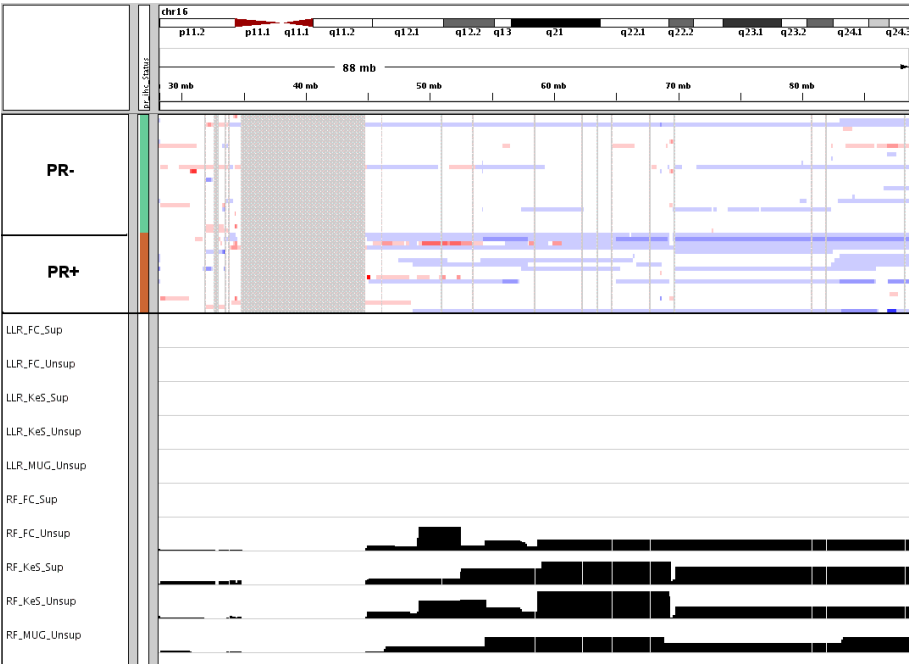 chr16
p11.2 p11.1 q11.1 q11.2 q12.1 q12.2 q13 q21 q22.1 q22.2 q23.1 q23.2 q24.1 q24.3
pr_ihc_Status
88 mb
30 mb 40 mb 50 mb 60 mb 70 mb 80 mb
PR-
PR+
LLR_FC_Sup
LLR_FC_Unsup
LLR_KeS_Sup
LLR_KeS_Unsup
LLR_MUG_Unsup
RF_FC_Sup
RF_FC_Unsup
RF_KeS_Sup
RF_KeS_Unsup
RF_MUG_Unsup